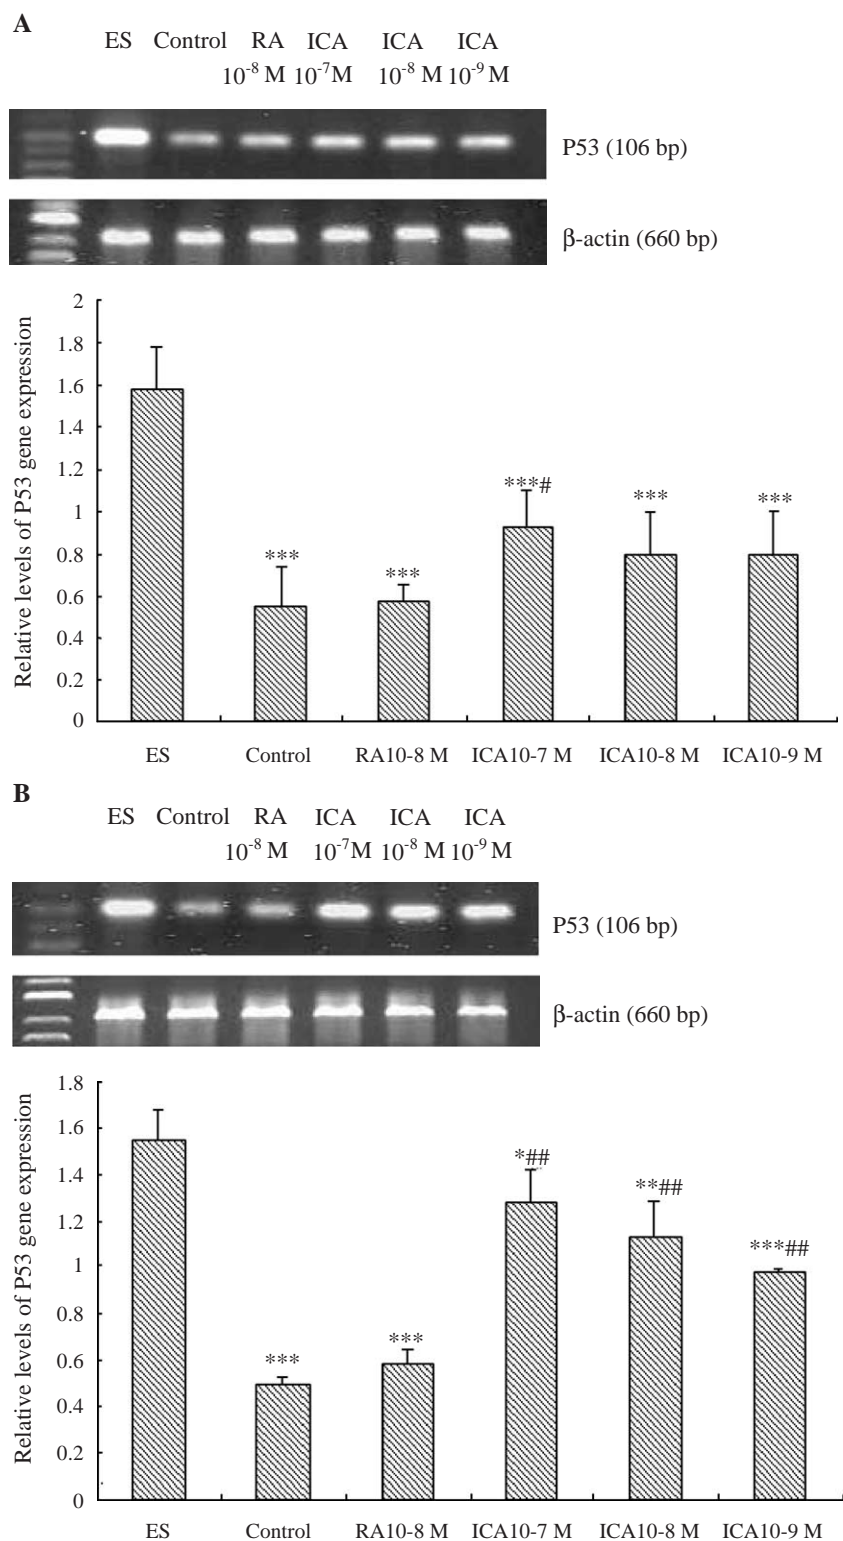 A
ES Control RA ICA ICA ICA
10⁻⁸ M 10⁻⁷M 10⁻⁸ M 10⁻⁹ M
P53 (106 bp)
β-actin (660 bp)
Relative levels of P53 gene expression
2
1.8
1.6
1.4
1.2
1
0.8
0.6
0.4
0.2
0
***
***
***#
***
***
ES Control RA10-8 M ICA10-7 M ICA10-8 M ICA10-9 M
B
ES Control RA ICA ICA ICA
10⁻⁸ M 10⁻⁷M 10⁻⁸ M 10⁻⁹ M
P53 (106 bp)
β-actin (660 bp)
Relative levels of P53 gene expression
1.8
1.6
1.4
1.2
1
0.8
0.6
0.4
0.2
0
***
***
*##
**##
***##
ES Control RA10-8 M ICA10-7 M ICA10-8 M ICA10-9 M